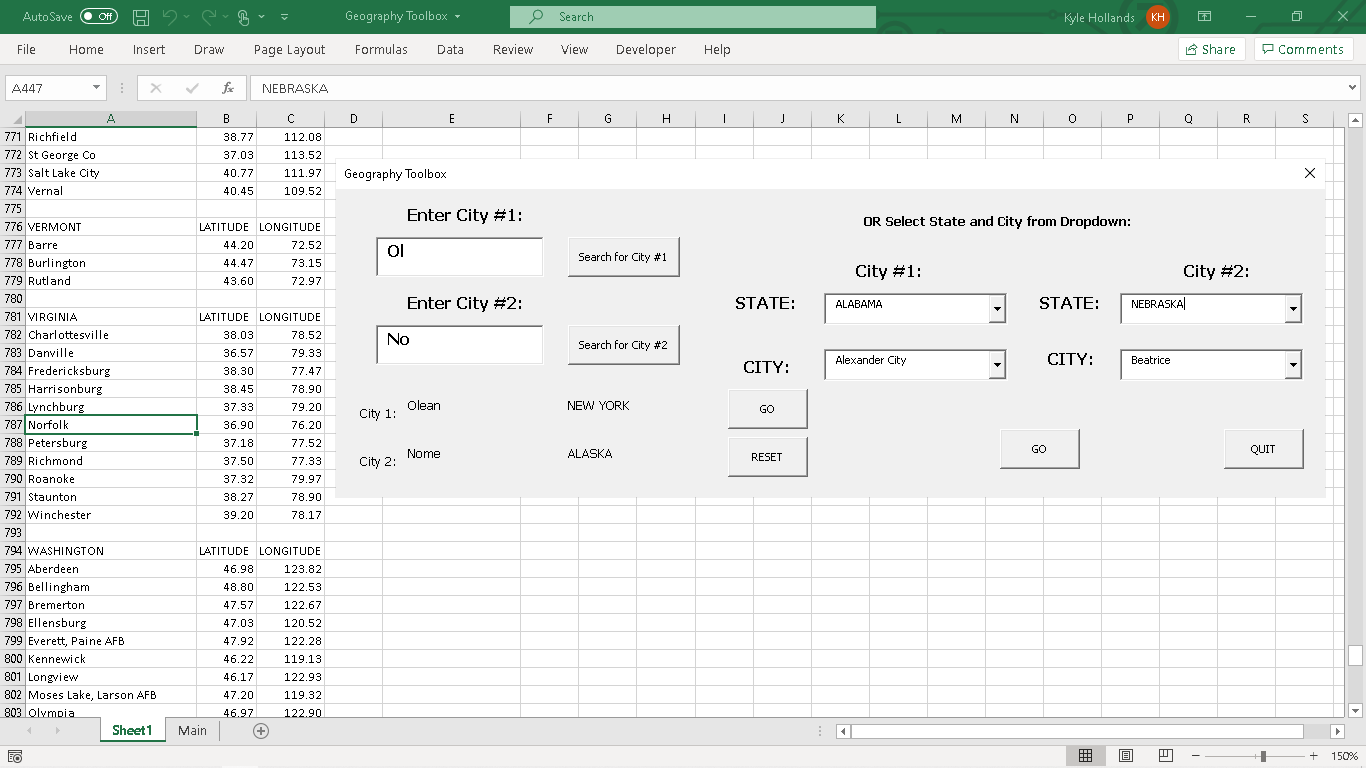 AutoSave Off Geography Toolbox Search Kyle Hollands KH
File Home Insert Draw Page Layout Formulas Data Review View Developer Help Share Comments
A447 fx NEBRASKA
A B C D E F G H I J K L M N O P Q R S
771 Richfield 38.77 112.08
772 St George Co 37.03 113.52
773 Salt Lake City 40.77 111.97
774 Vernal 40.45 109.52
775
776 VERMONT LATITUDE LONGITUDE
777 Barre 44.20 72.52
778 Burlington 44.47 73.15
779 Rutland 43.60 72.97
780
781 VIRGINIA LATITUDE LONGITUDE
782 Charlottesville 38.03 78.52
783 Danville 36.57 79.33
784 Fredericksburg 38.30 77.47
785 Harrisonburg 38.45 78.90
786 Lynchburg 37.33 79.20
787 Norfolk 36.90 76.20
788 Petersburg 37.18 77.52
789 Richmond 37.50 77.33
790 Roanoke 37.32 79.97
791 Staunton 38.27 78.90
792 Winchester 39.20 78.17
793
794 WASHINGTON LATITUDE LONGITUDE
795 Aberdeen 46.98 123.82
796 Bellingham 48.80 122.53
797 Bremerton 47.57 122.67
798 Ellensburg 47.03 120.52
799 Everett, Paine AFB 47.92 122.28
800 Kennewick 46.22 119.13
801 Longview 46.17 122.93
802 Moses Lake, Larson AFB 47.20 119.32
803 Olympia 46.97 122.90
Geography Toolbox
Enter City #1:
OR Select State and City from Dropdown:
Ol
Search for City #1
City #1: City #2:
Enter City #2:
STATE: ALABAMA STATE: NEBRASKA
No
Search for City #2
CITY: Alexander City CITY: Beatrice
City 1: Olean NEW YORK GO
City 2: Nome ALASKA RESET
GO QUIT
Sheet1 Main
150%